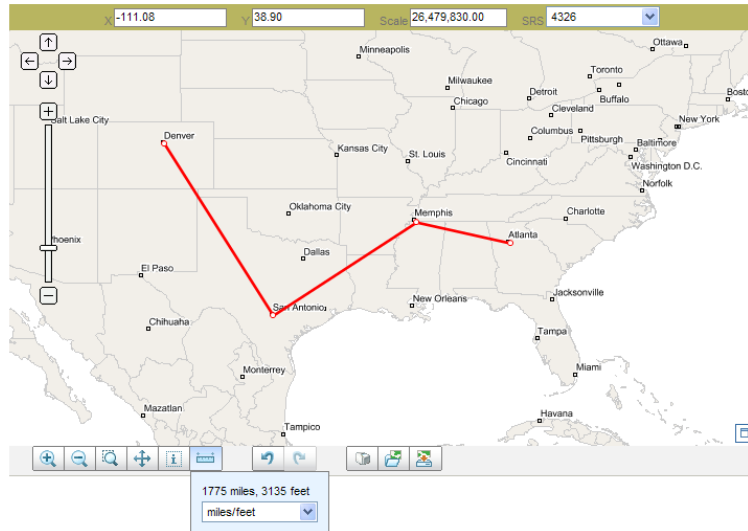 X -111.08 Y 38.90 Scale 26,479,830.00 SRS 4326
Ottawa
Minneapolis
Toronto
Milwaukee
Detroit
Buffalo
Boston
Chicago
Cleveland
New York
Salt Lake City
Denver
Columbus
Pittsburgh
Baltimore
Kansas City
St. Louis
Cincinnati
Washington D.C.
Norfolk
Oklahoma City
Memphis
Charlotte
Phoenix
Atlanta
Dallas
El Paso
San Antonio
New Orleans
Jacksonville
Chihuaha
Tampa
Monterrey
Miami
Mazatlan
Havana
Tampico
1775 miles, 3135 feet
miles/feet